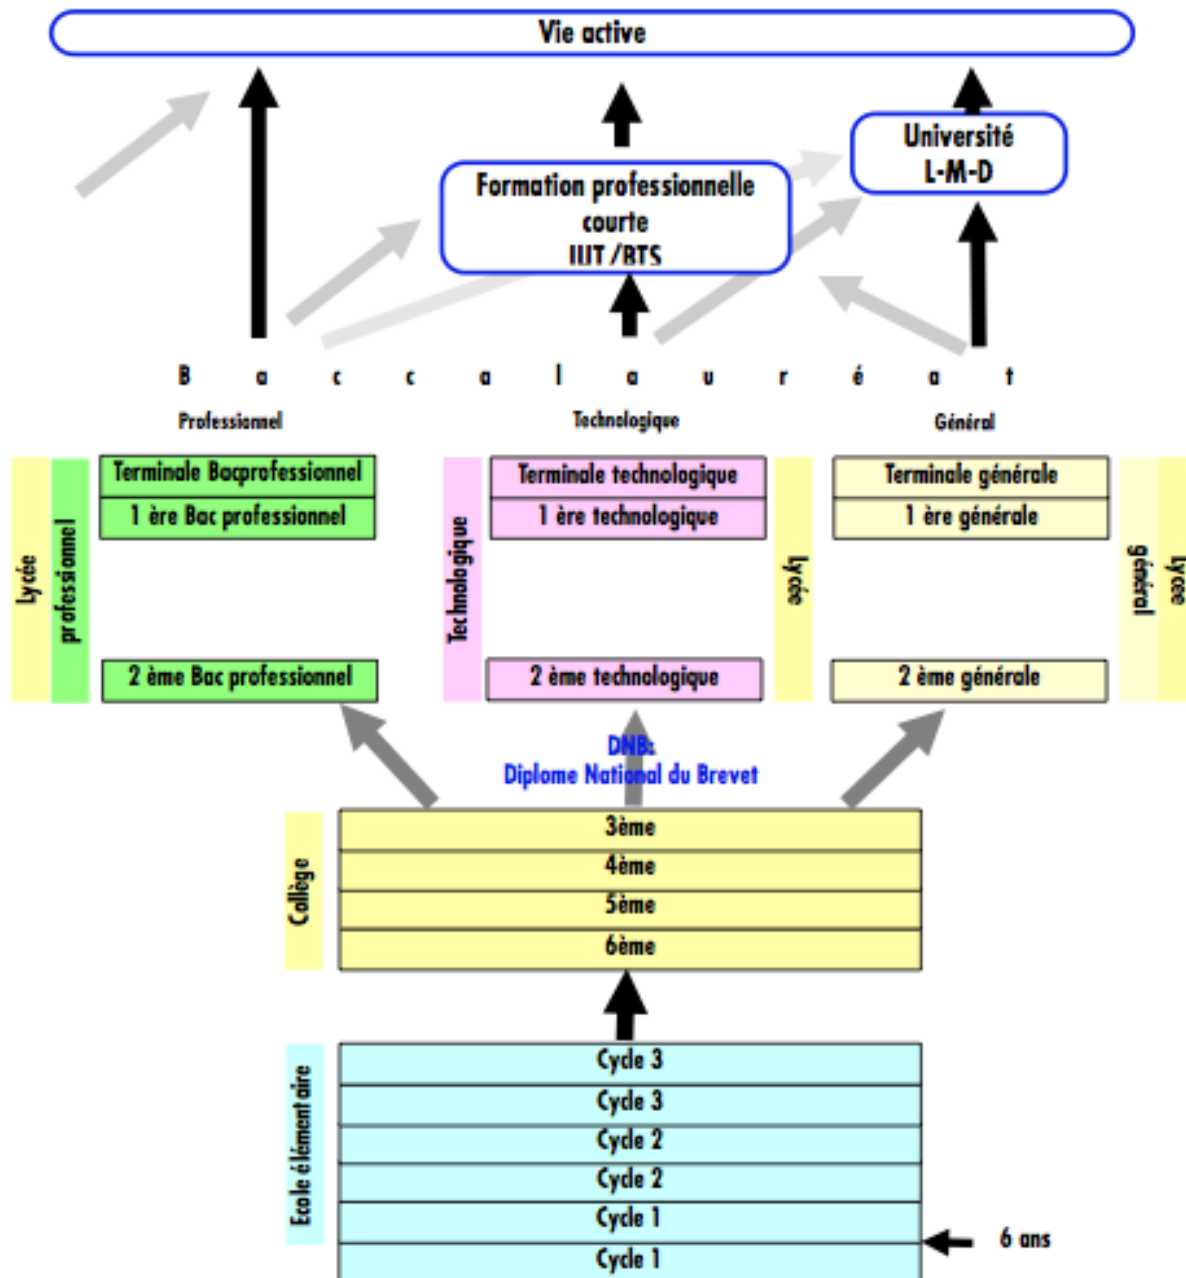 Vie active
Université
L-M-D
Formation professionnelle
courte
IUT /BTS
B a c c a l a u r é a t
Professionnel
Technologique
Général
Lycée
professionnel
Terminale Bacprofessionnel
1 ère Bac professionnel
2 ème Bac professionnel
Technologique
Terminale technologique
1 ère technologique
2 ème technologique
Lycée
Terminale générale
1 ère générale
2 ème générale
général
Lycee
DNB:
Diplome National du Brevet
Collège
3ème
4ème
5ème
6ème
Ecole élémentaire
Cycle 3
Cycle 3
Cycle 2
Cycle 2
Cycle 1
6 ans
Cycle 1